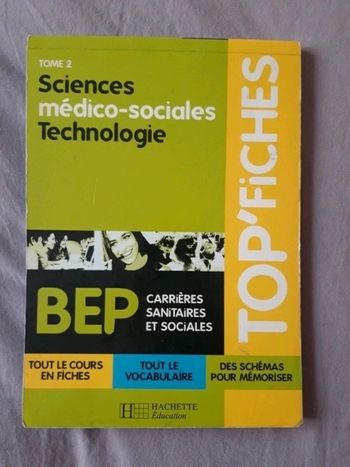 TOME 2
Sciences
médico-sociales
Technologie
TOP'FiCHES
BEP
CARRIÈRES
SANiTAiRES
ET SOCiALES
TOUT LE COURS
EN FiCHES
TOUT LE
VOCABULAiRE
DES SCHÉMAS
POUR MÉMORiSER
H HACHETTE
Éducation